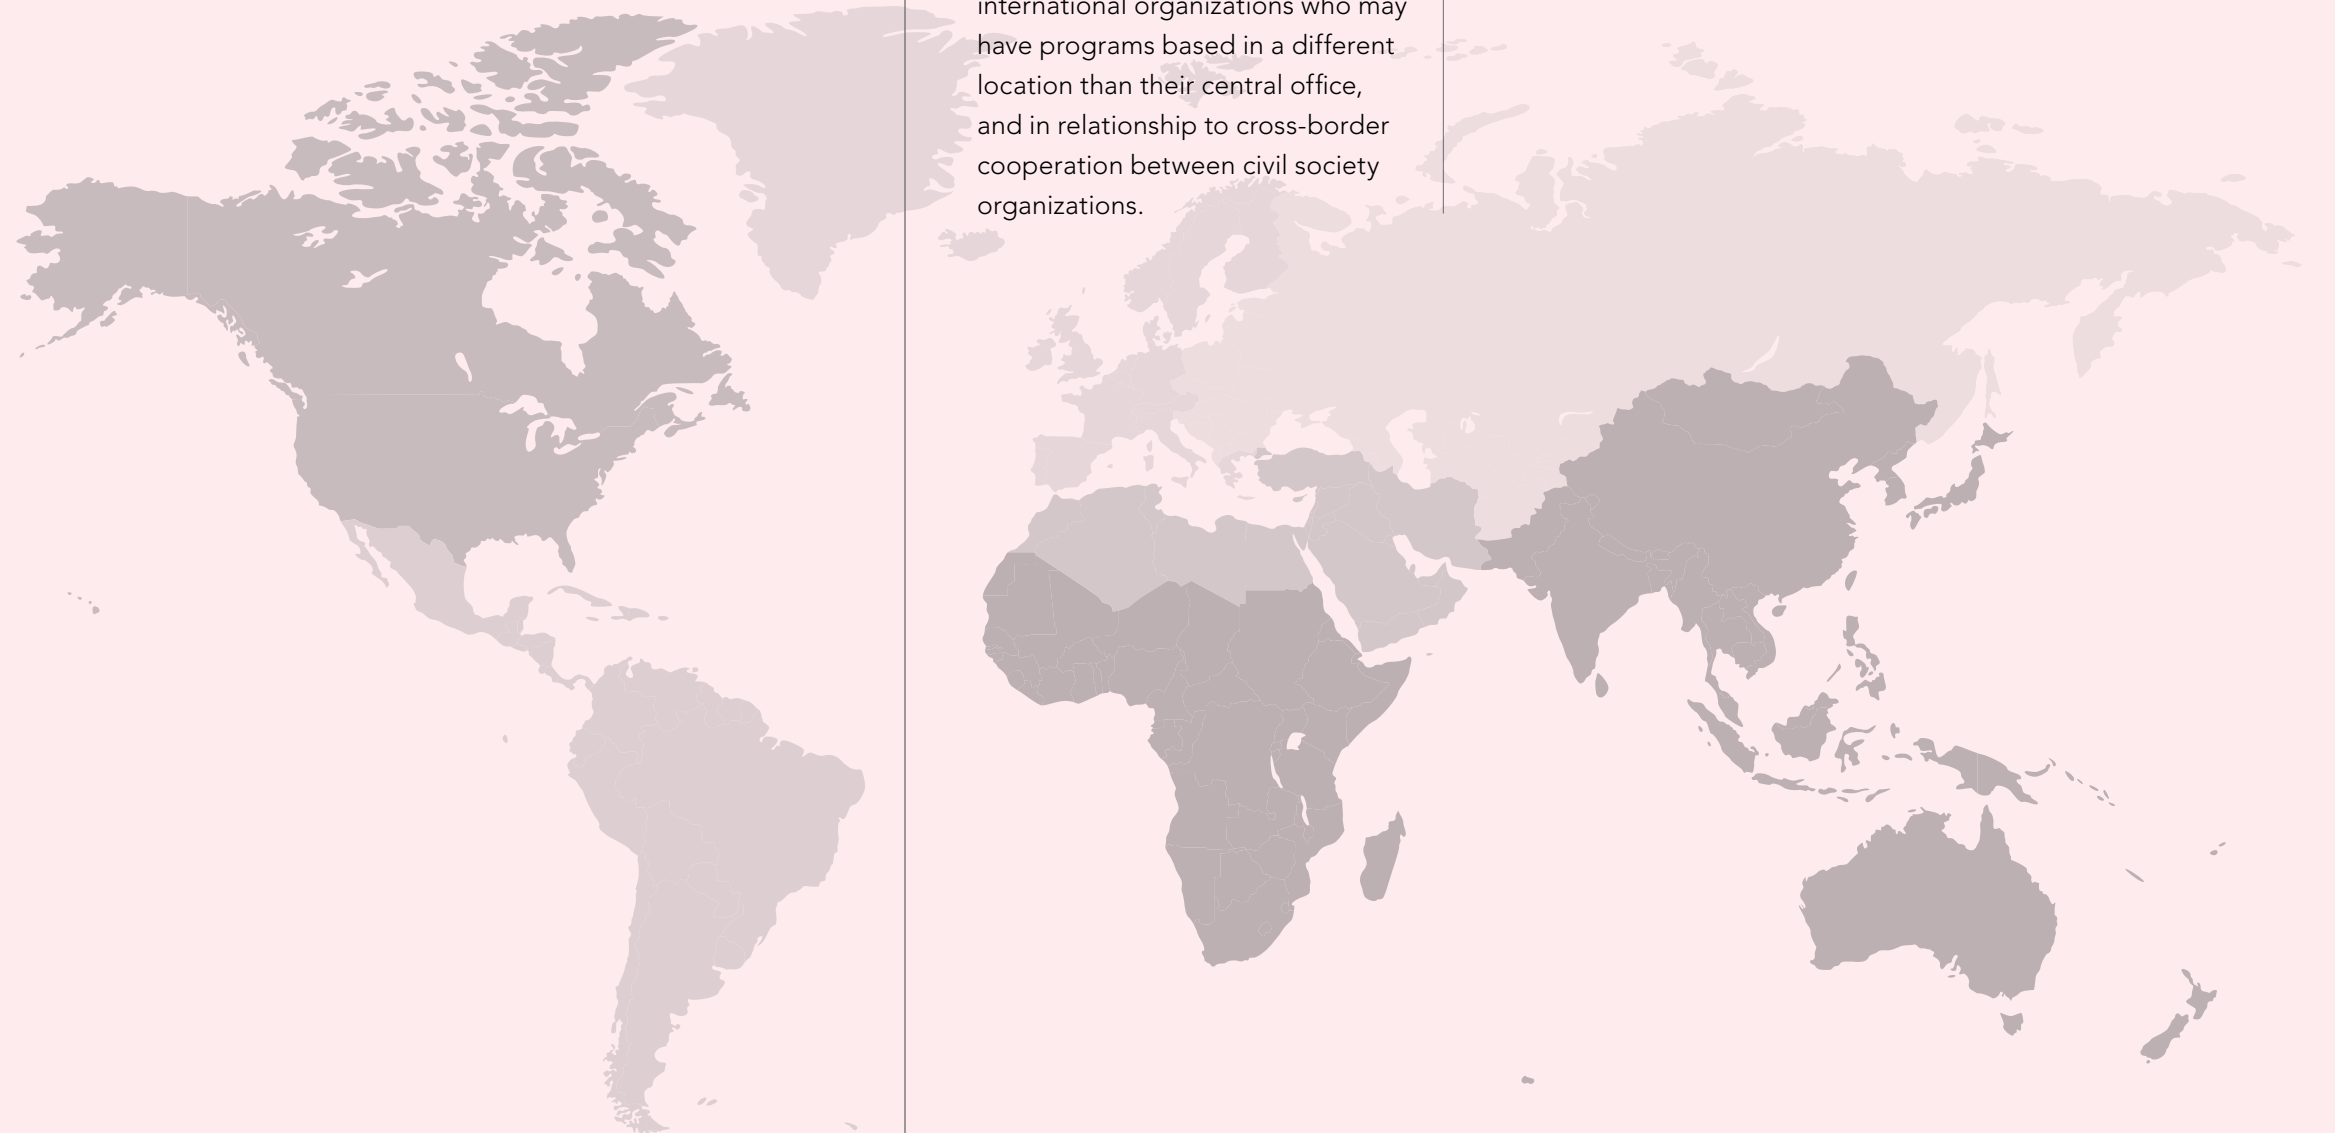 international organizations who may
have programs based in a different
location than their central office,
and in relationship to cross-border
cooperation between civil society
organizations.